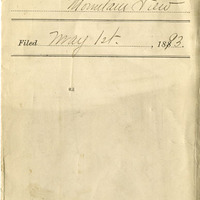 Mountain View
Filed May 1st. , 1883.